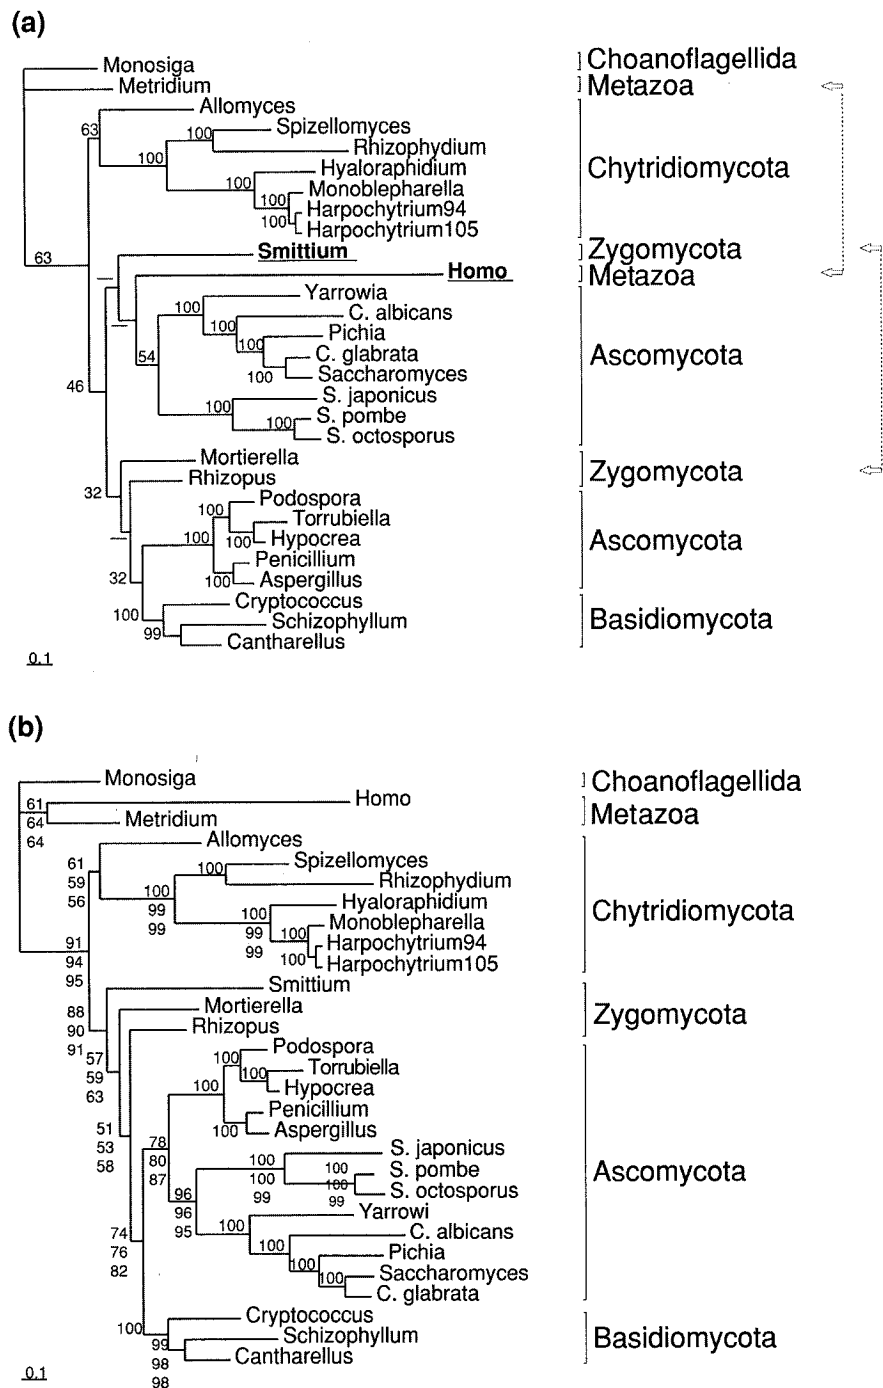 (a)
Monosiga
Choanoflagellida
Metridium
Metazoa
Allomyces
63
Spizellomyces
100
Rhizophydium
100
Hyaloraphidium
Chytridiomycota
100
Monoblepharella
100
Harpochytrium94
100
Harpochytrium105
Smittium
Zygomycota
63
Homo
Metazoa
Yarrowia
100
C. albicans
100
Pichia
100
C. glabrata
54
Ascomycota
100
Saccharomyces
46
S. japonicus
100
S. pombe
100
S. octosporus
Mortierella
Zygomycota
Rhizopus
32
Podospora
100
Torrubiella
100
Hypocrea
100
Ascomycota
Penicillium
100
Aspergillus
32
Cryptococcus
100
Schizophyllum
Basidiomycota
99
Cantharellus
0.1
(b)
Monosiga
Choanoflagellida
61
Homo
64
Metridium
Metazoa
64
Allomyces
61
59
56
Spizellomyces
100
Rhizophydium
100
99
99
Hyaloraphidium
Chytridiomycota
100
99
99
Monoblepharella
100
Harpochytrium94
100
Harpochytrium105
91
94
95
Smittium
Mortierella
Zygomycota
88
90
91
Rhizopus
57
59
63
Podospora
100
Torrubiella
100
Hypocrea
100
Penicillium
100
Aspergillus
51
53
58
78
80
87
S. japonicus
100
100
99
S. pombe
100
100
99
S. octosporus
Ascomycota
96
96
95
Yarrowi
100
C. albicans
100
Pichia
100
Saccharomyces
100
C. glabrata
74
76
82
Cryptococcus
100
Schizophyllum
Basidiomycota
99
98
98
Cantharellus
0.1